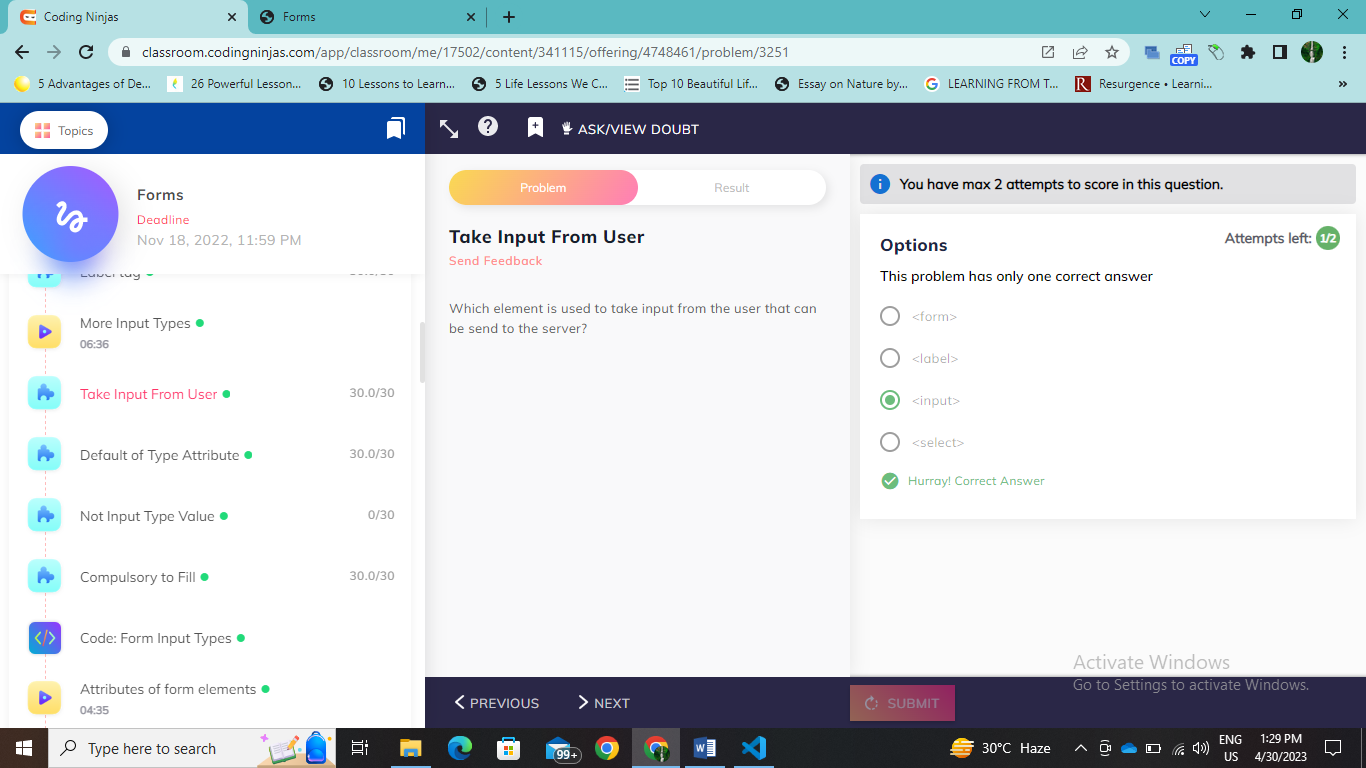 Coding Ninjas
Forms
classroom.codingninjas.com/app/classroom/me/17502/content/341115/offering/4748461/problem/3251
COPY
5 Advantages of De...
26 Powerful Lesson...
10 Lessons to Learn...
5 Life Lessons We C...
Top 10 Beautiful Lif...
Essay on Nature by...
LEARNING FROM T...
Resurgence • Learni...
»
Topics
ASK/VIEW DOUBT
Forms
Deadline
Nov 18, 2022, 11:59 PM
Label tag
30.0/30
More Input Types
06:36
Take Input From User
30.0/30
Default of Type Attribute
30.0/30
Not Input Type Value
0/30
Compulsory to Fill
30.0/30
Code: Form Input Types
Attributes of form elements
04:35
Problem
Result
Take Input From User
Send Feedback
Which element is used to take input from the user that can
be send to the server?
PREVIOUS
NEXT
You have max 2 attempts to score in this question.
Options
Attempts left: 1/2
This problem has only one correct answer
<form>
<label>
<input>
<select>
Hurray! Correct Answer
Activate Windows
Go to Settings to activate Windows.
SUBMIT
Type here to search
99+
30°C Haze
ENG
US
1:29 PM
4/30/2023